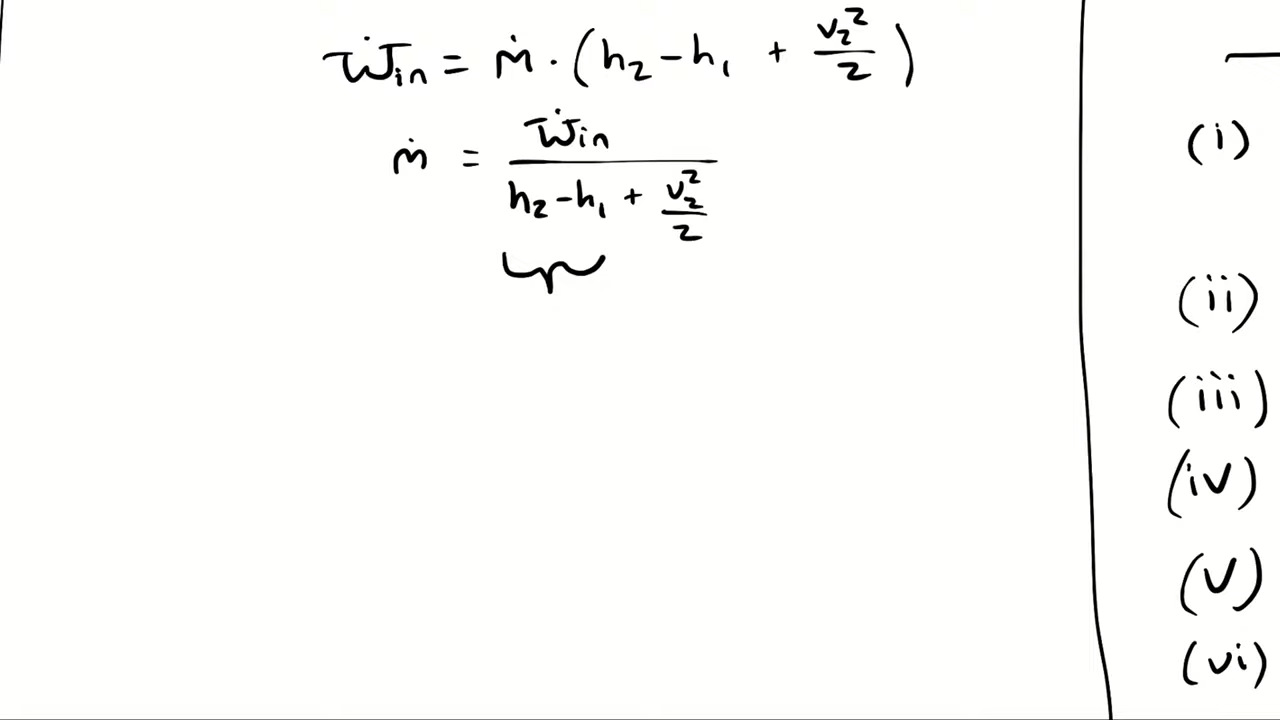 Ẇin = ṁ · (h₂ – h₁ + v₂²/2)
ṁ = Ẇin / (h₂ – h₁ + v₂²/2)
(i)
(ii)
(iii)
(iv)
(v)
(vi)